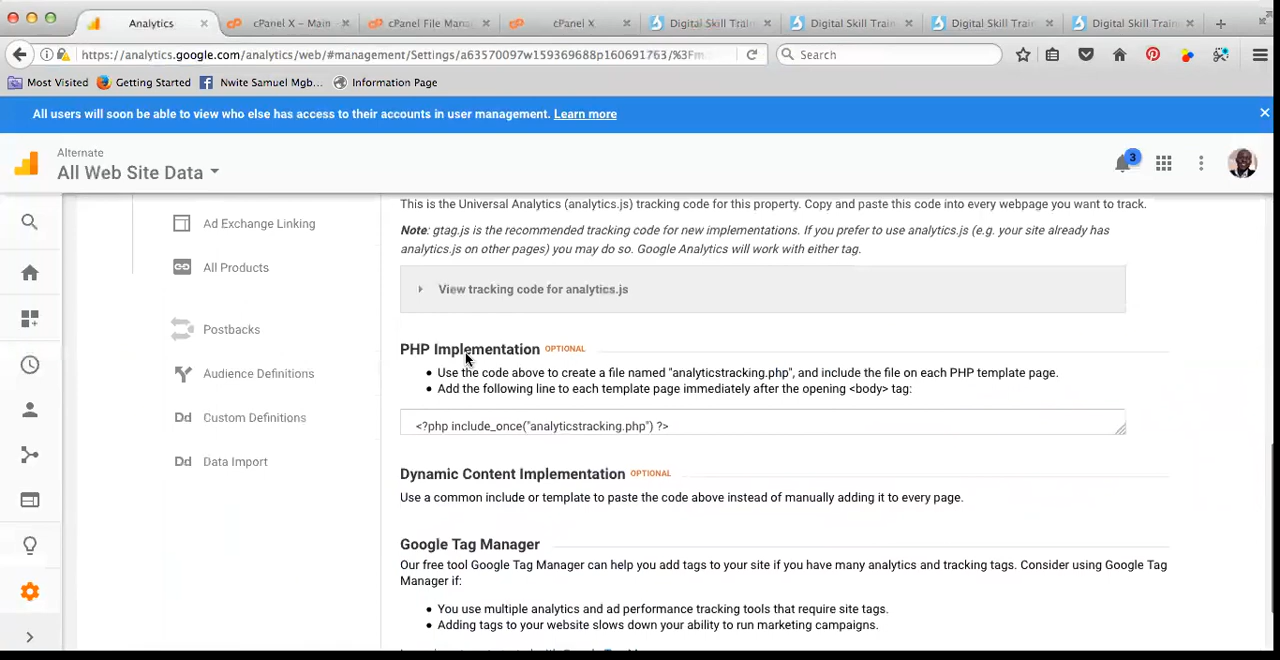 Analytics
cPanel X – Main
cPanel File Mana
cPanel X
Digital Skill Train
Digital Skill Train
Digital Skill Train
Digital Skill Train
https://analytics.google.com/analytics/web/#management/Settings/a63570097w159369688p160691763/%3Fm
Search
Most Visited
Getting Started
Nwite Samuel Mgb...
Information Page
All users will soon be able to view who else has access to their accounts in user management. Learn more
Alternate
All Web Site Data
3
Ad Exchange Linking
All Products
Postbacks
Audience Definitions
Dd Custom Definitions
Dd Data Import
This is the Universal Analytics (analytics.js) tracking code for this property. Copy and paste this code into every webpage you want to track.
Note: gtag.js is the recommended tracking code for new implementations. If you prefer to use analytics.js (e.g. your site already has
analytics.js on other pages) you may do so. Google Analytics will work with either tag.
View tracking code for analytics.js
PHP Implementation OPTIONAL
• Use the code above to create a file named "analyticstracking.php", and include the file on each PHP template page.
• Add the following line to each template page immediately after the opening <body> tag:
<?php include_once("analyticstracking.php") ?>
Dynamic Content Implementation OPTIONAL
Use a common include or template to paste the code above instead of manually adding it to every page.
Google Tag Manager
Our free tool Google Tag Manager can help you add tags to your site if you have many analytics and tracking tags. Consider using Google Tag
Manager if:
• You use multiple analytics and ad performance tracking tools that require site tags.
• Adding tags to your website slows down your ability to run marketing campaigns.